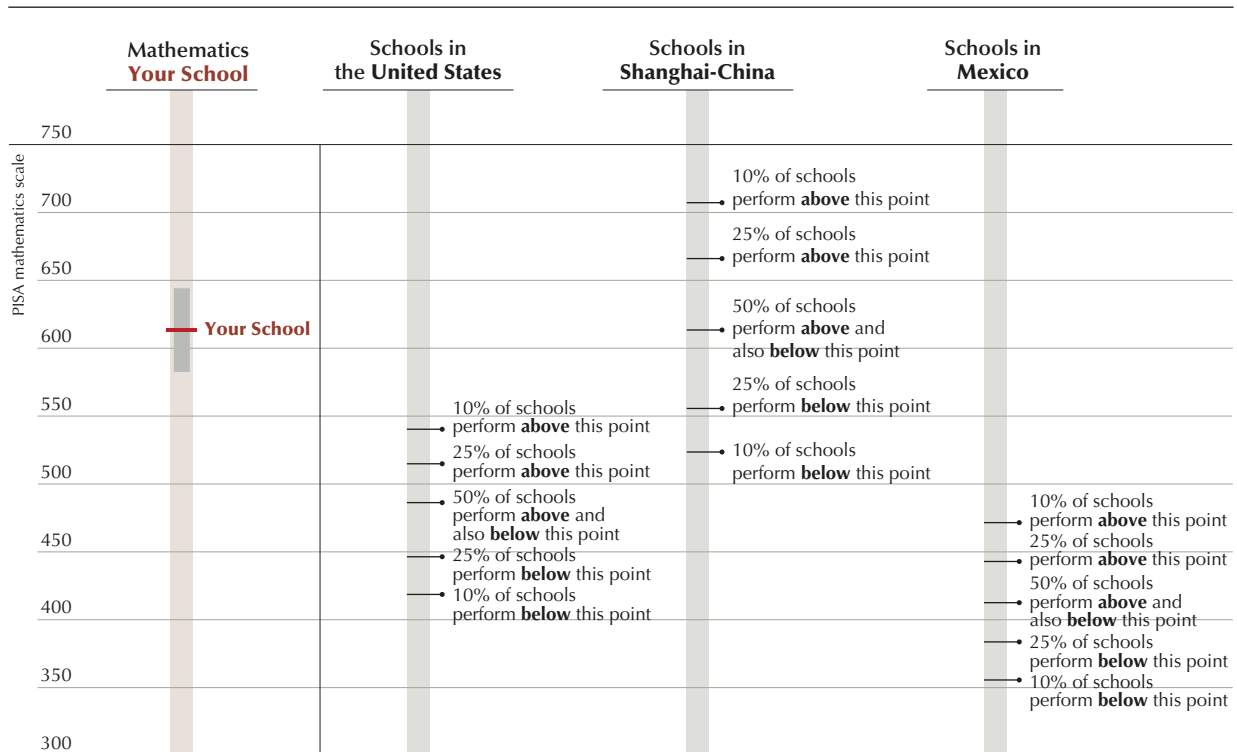 Mathematics
Your School
Schools in
the United States
Schools in
Shanghai-China
Schools in
Mexico
PISA mathematics scale
750
700
650
600
550
500
450
400
350
300
Your School
10% of schools
perform above this point
25% of schools
perform above this point
50% of schools
perform above and
also below this point
25% of schools
perform below this point
10% of schools
perform below this point
10% of schools
perform above this point
25% of schools
perform above this point
50% of schools
perform above and
also below this point
25% of schools
perform below this point
10% of schools
perform below this point
10% of schools
perform above this point
25% of schools
perform above this point
50% of schools
perform above and
also below this point
25% of schools
perform below this point
10% of schools
perform below this point